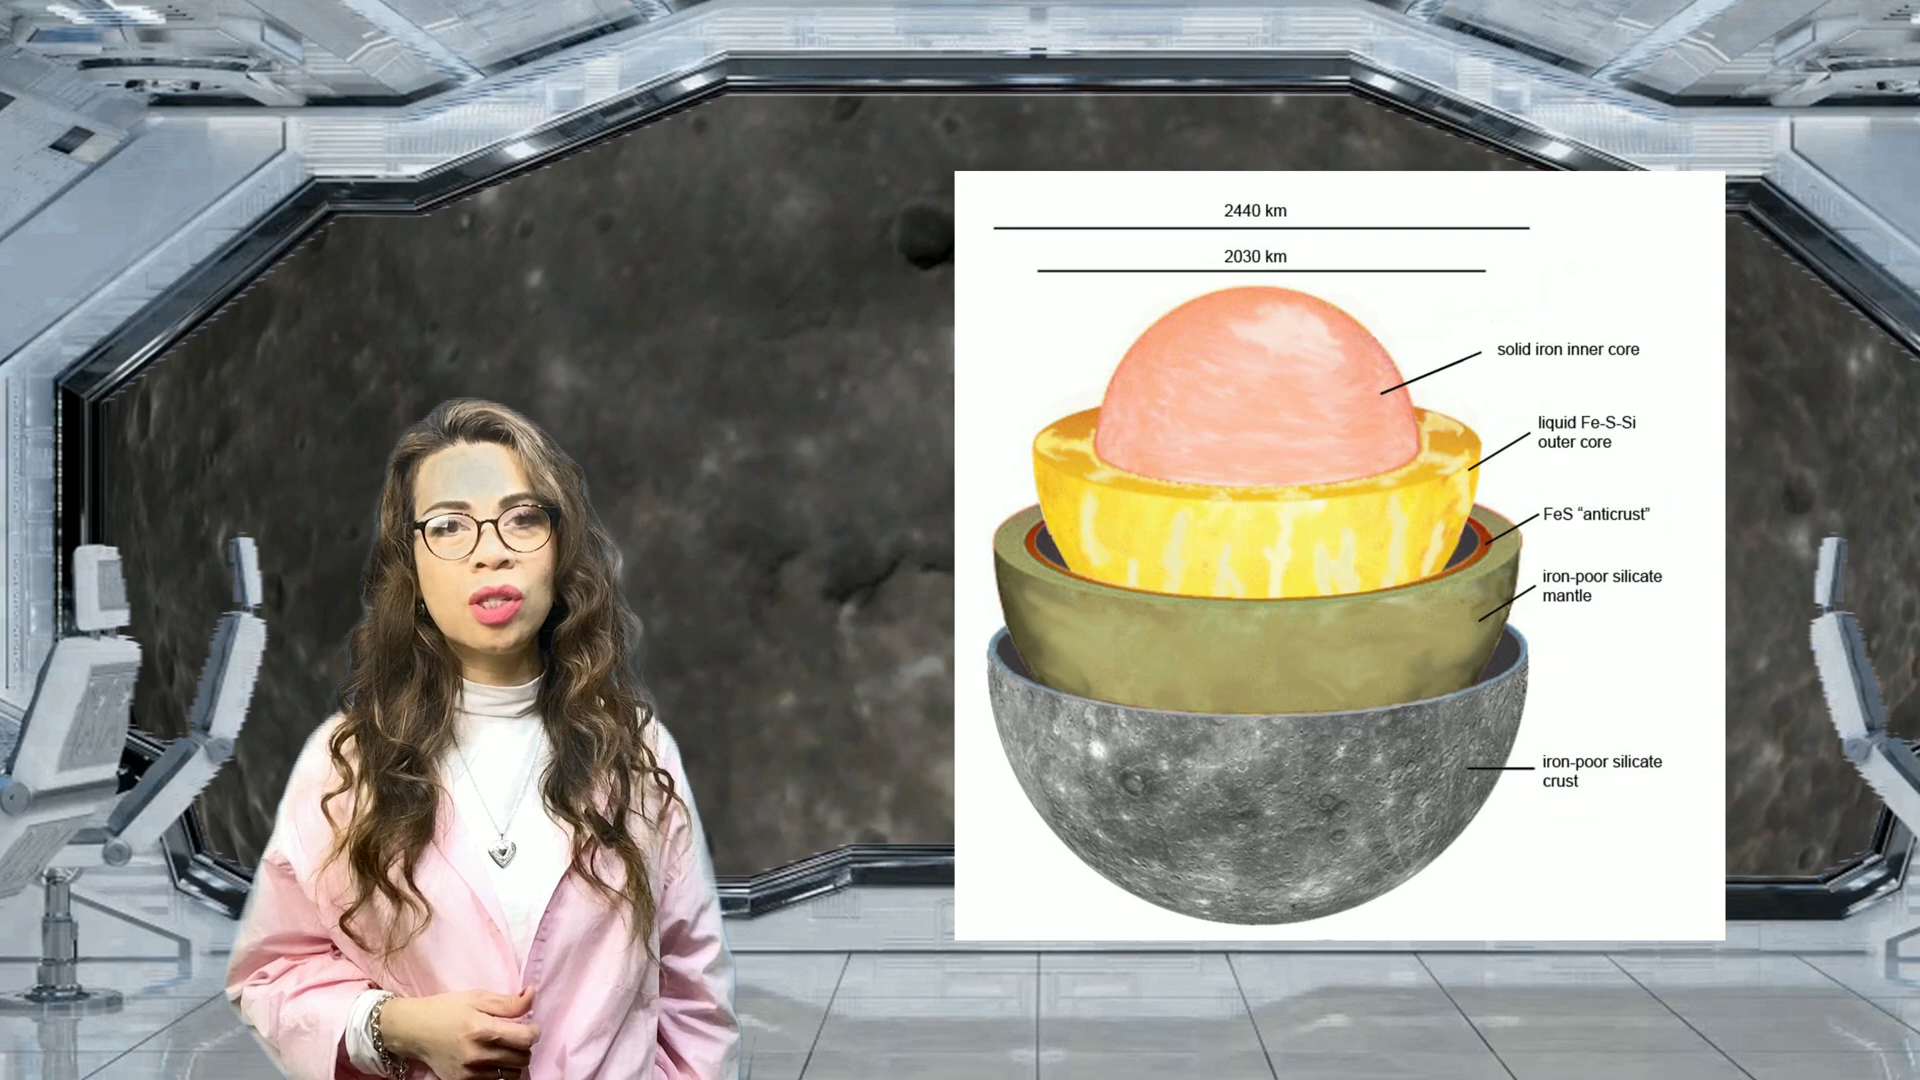 2440 km
2030 km
solid iron inner core
liquid Fe-S-Si
outer core
FeS “anticrust”
iron-poor silicate
mantle
iron-poor silicate
crust